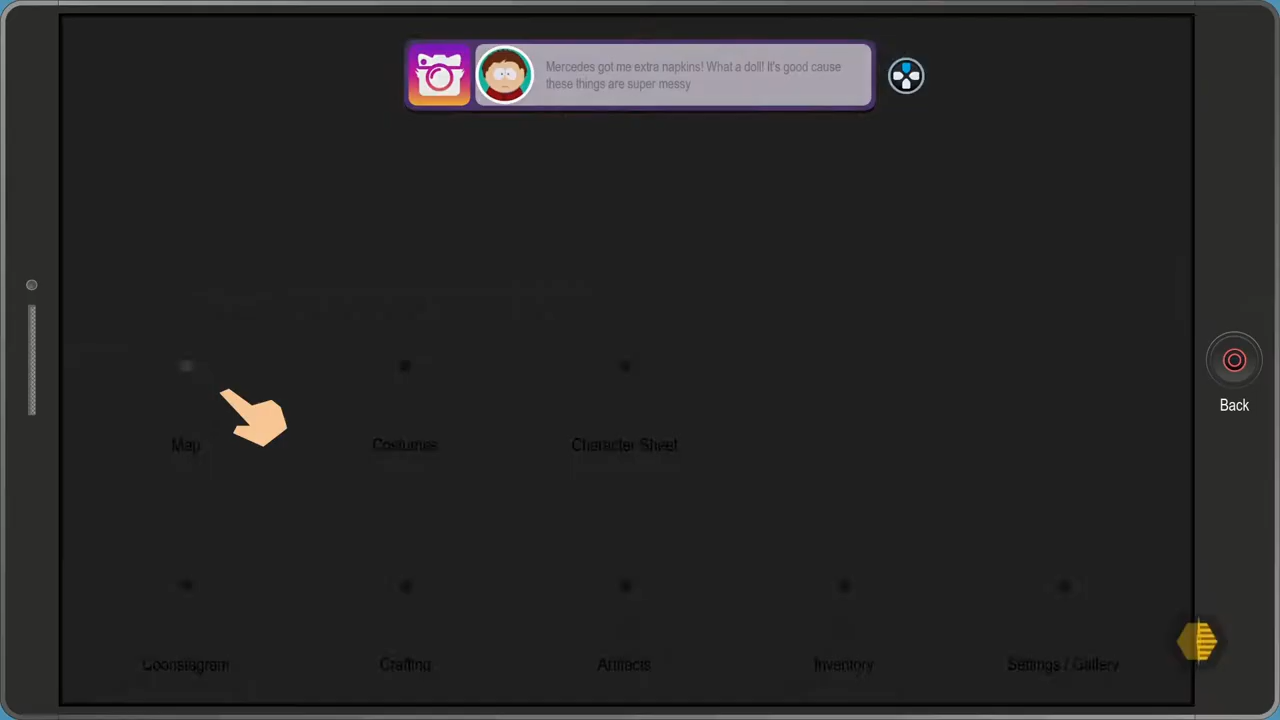 Mercedes got me extra napkins! What a doll! It's good cause
these things are super messy
Back
Map
Costumes
Character Sheet
Coonstagram
Crafting
Artifacts
Inventory
Settings / Gallery